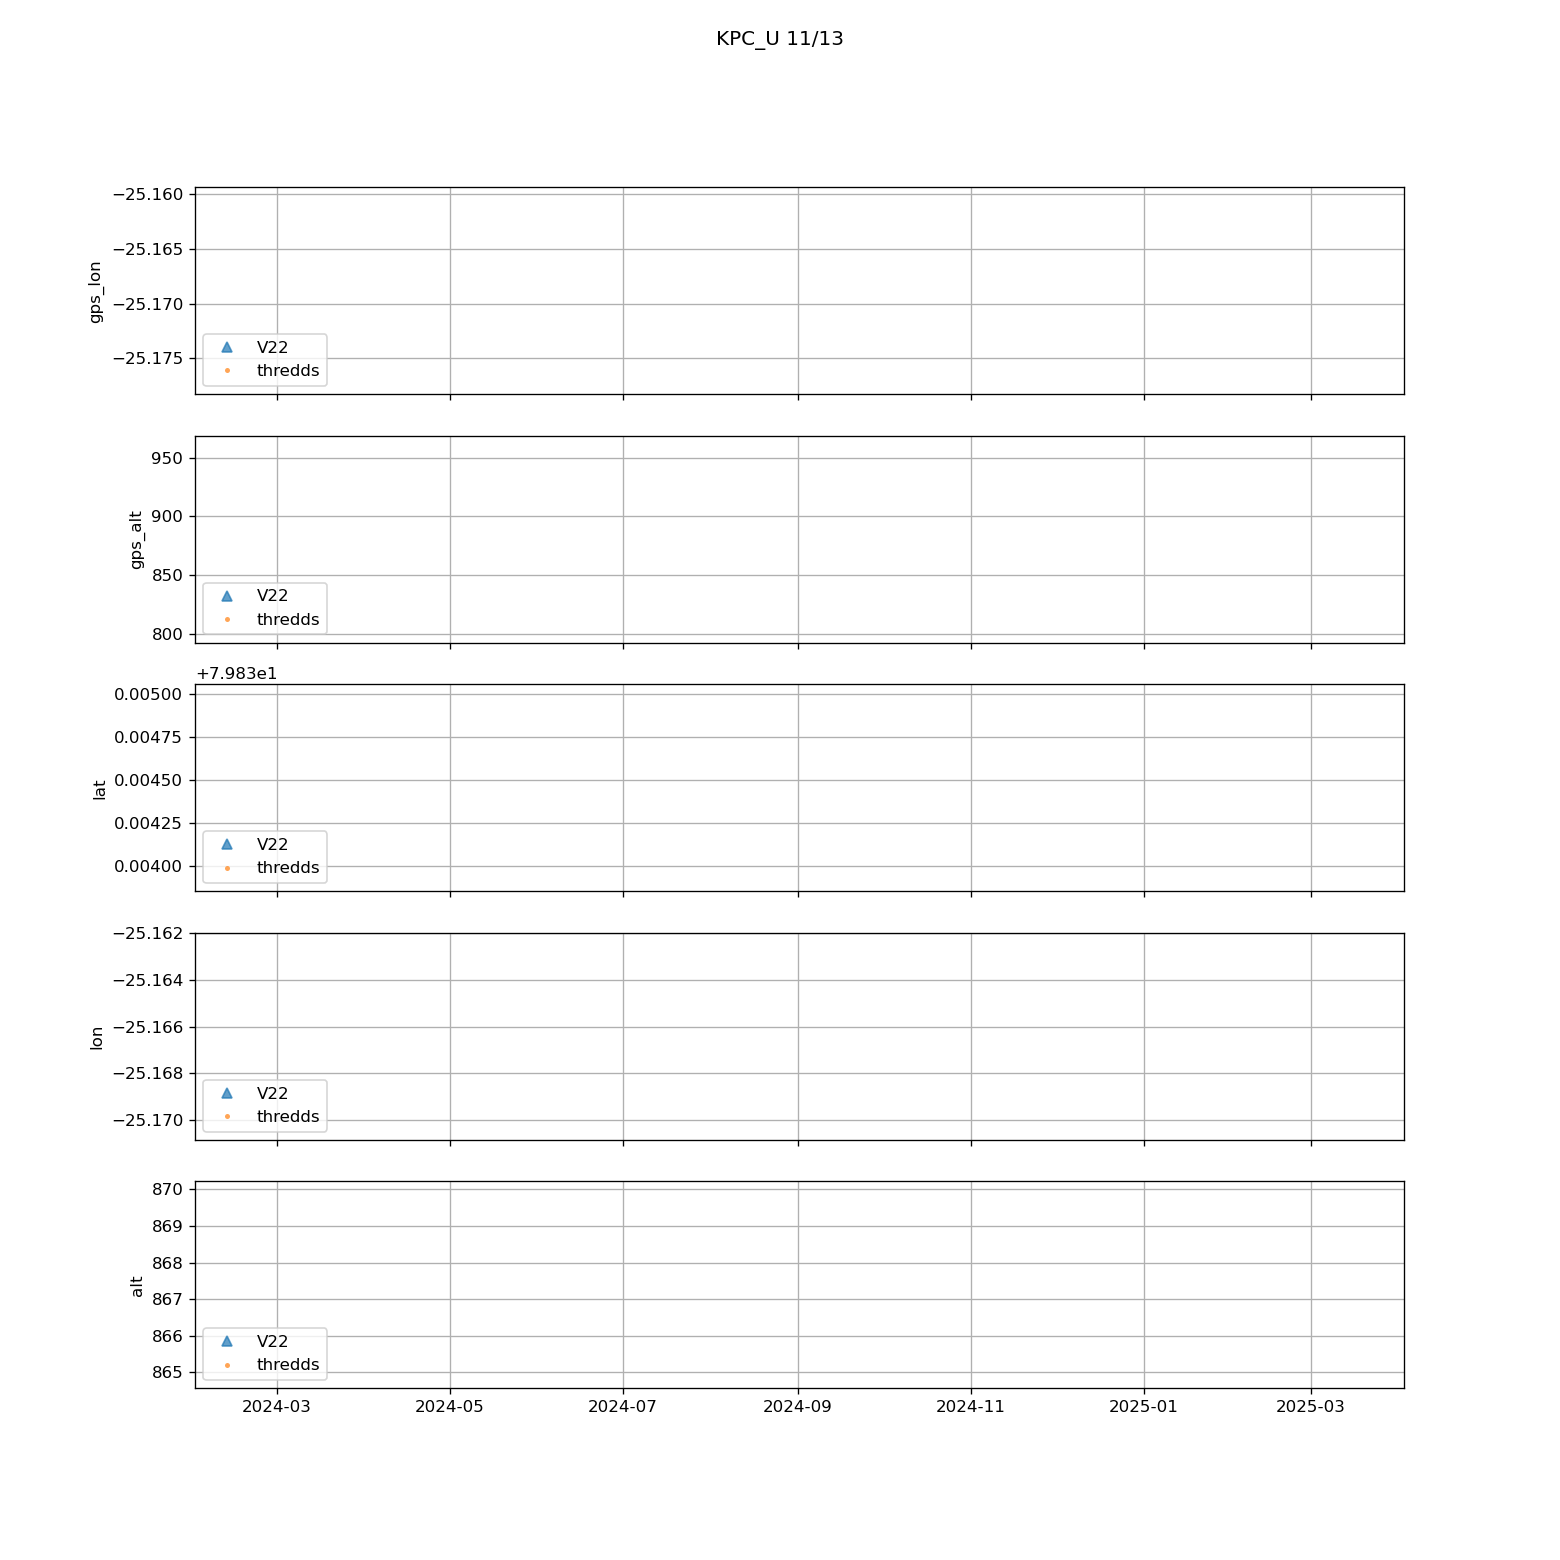 KPC_U 11/13
−25.160
−25.165
−25.170
−25.175
gps_lon
V22
thredds
950
900
850
800
gps_alt
V22
thredds
+7.983e1
0.00500
0.00475
0.00450
0.00425
0.00400
lat
V22
thredds
−25.162
−25.164
−25.166
−25.168
−25.170
lon
V22
thredds
870
869
868
867
866
865
alt
V22
thredds
2024-03 2024-05 2024-07 2024-09 2024-11 2025-01 2025-03